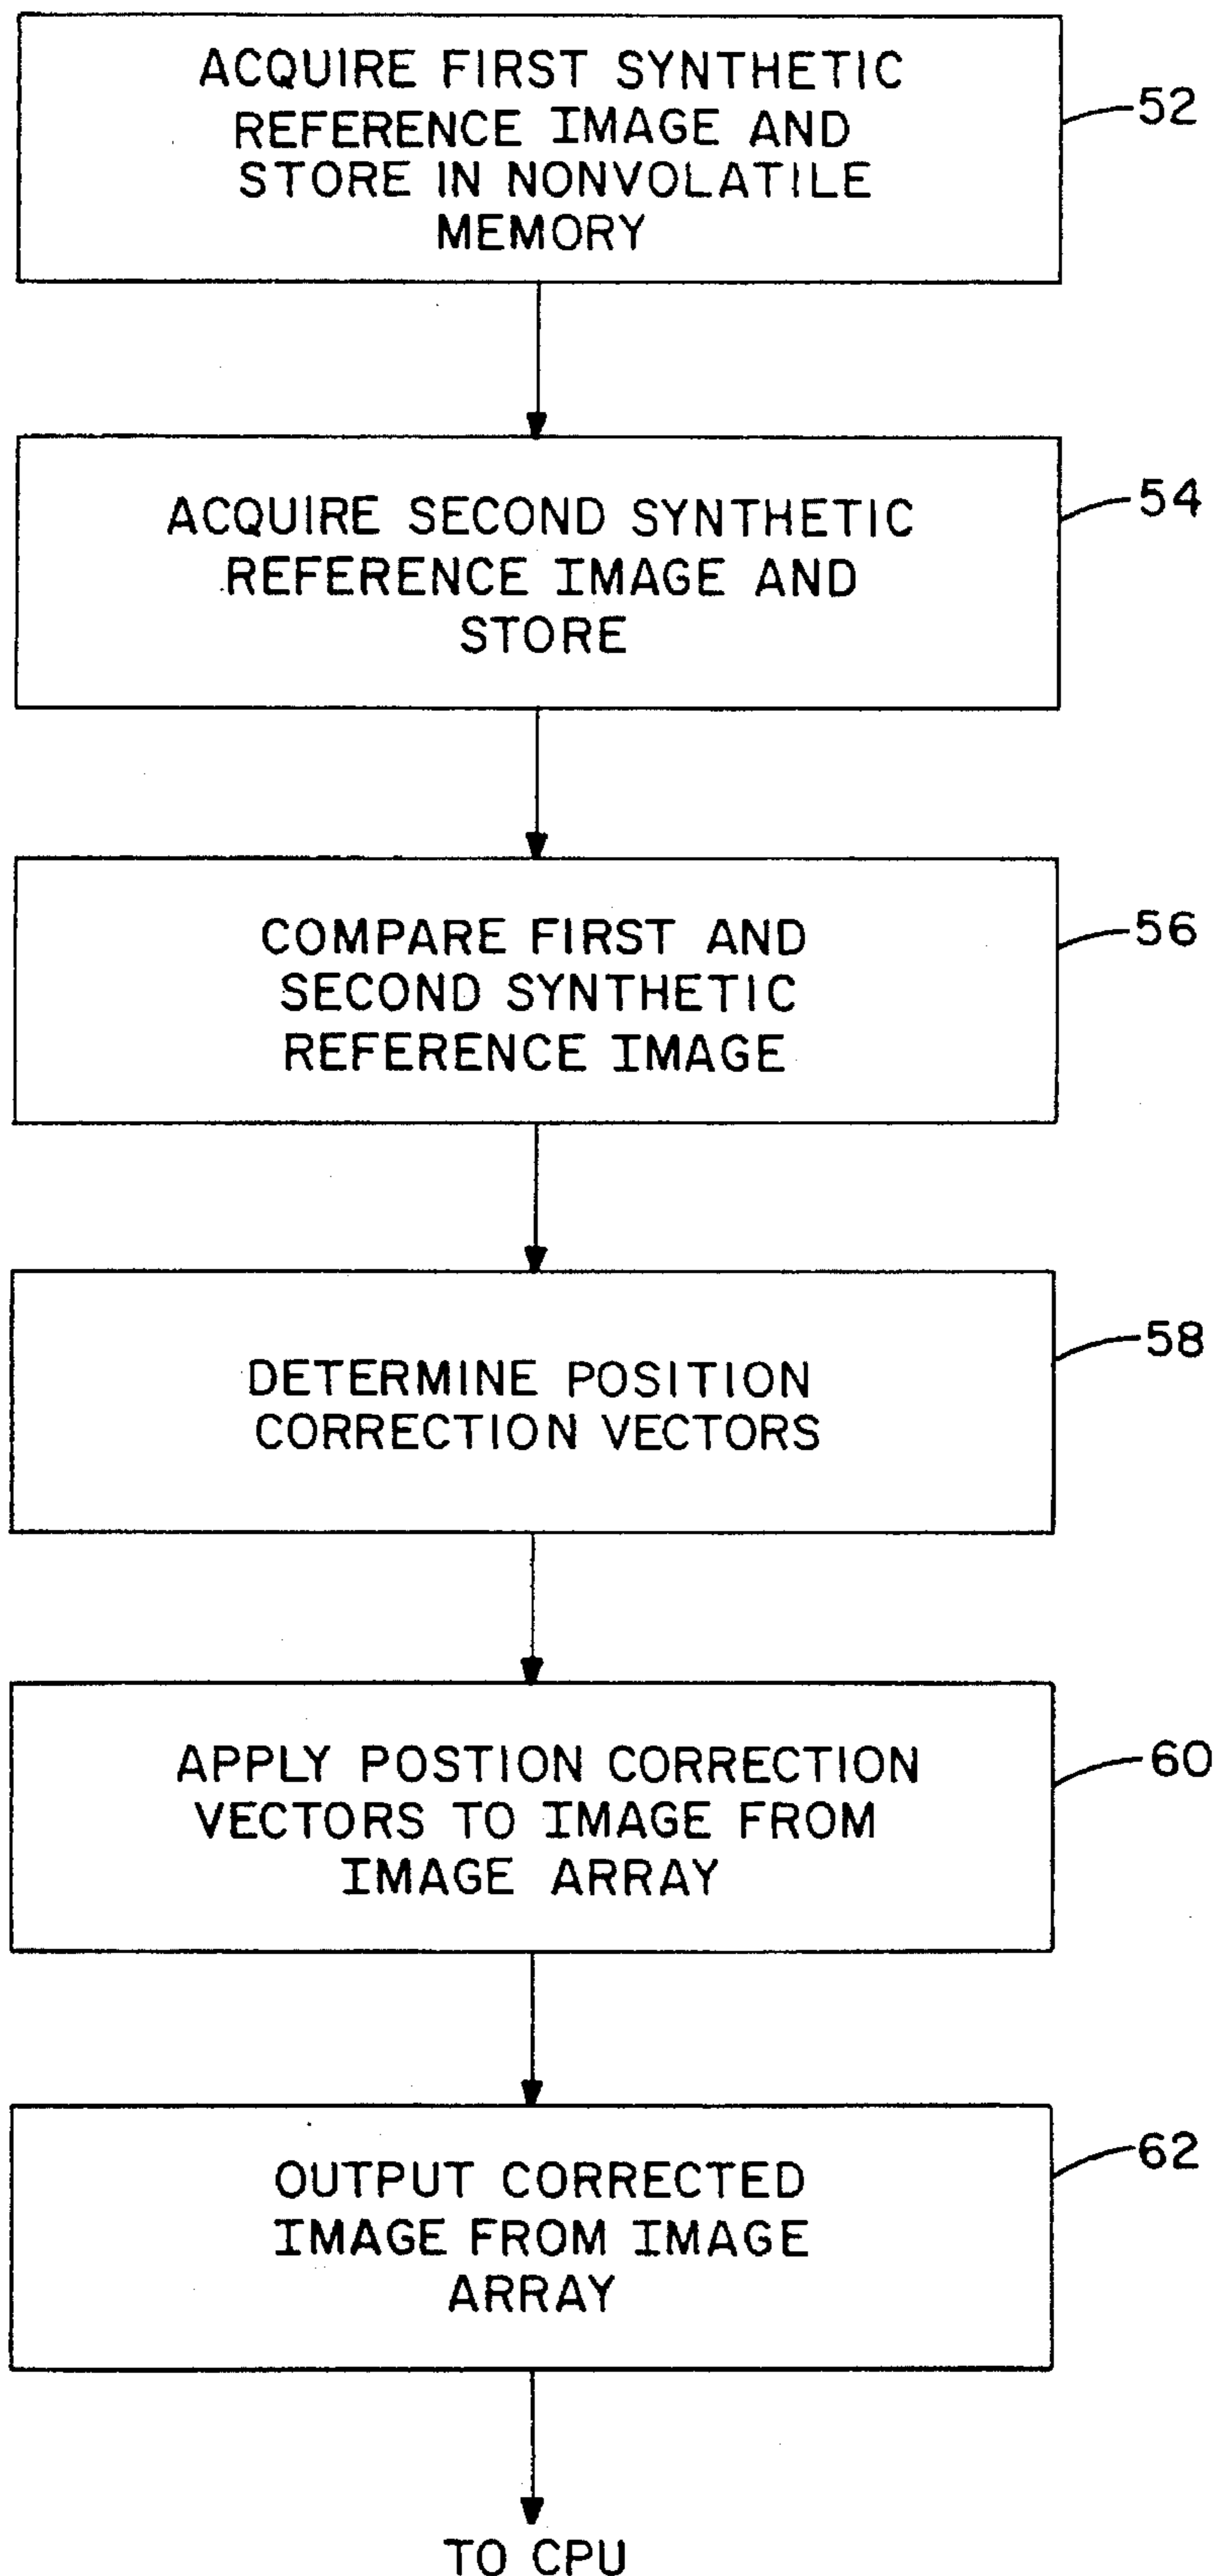 ACQUIRE FIRST SYNTHETIC
REFERENCE IMAGE AND
STORE IN NONVOLATILE
MEMORY
52
ACQUIRE SECOND SYNTHETIC
REFERENCE IMAGE AND
STORE
54
COMPARE FIRST AND
SECOND SYNTHETIC
REFERENCE IMAGE
56
DETERMINE POSITION
CORRECTION VECTORS
58
APPLY POSTION CORRECTION
VECTORS TO IMAGE FROM
IMAGE ARRAY
60
OUTPUT CORRECTED
IMAGE FROM IMAGE
ARRAY
62
TO CPU